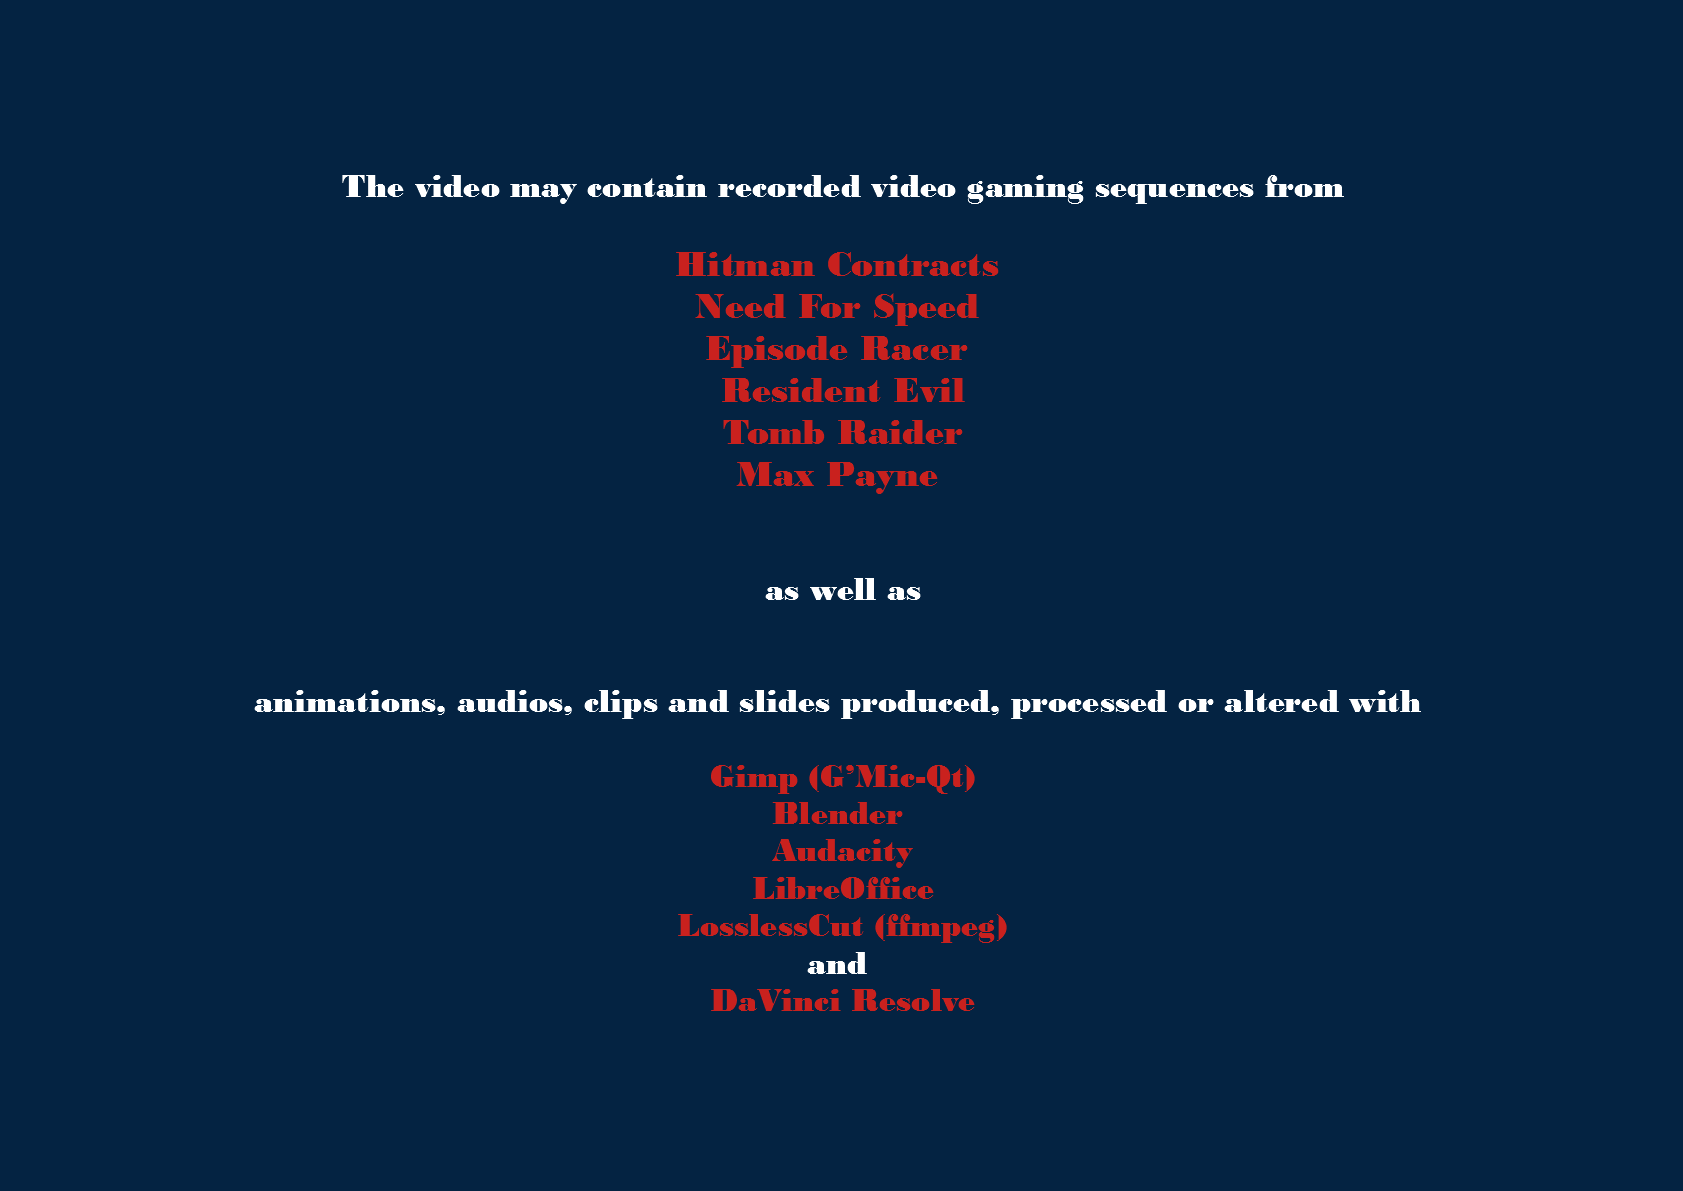 The video may contain recorded video gaming sequences from
Hitman Contracts
Need For Speed
Episode Racer
Resident Evil
Tomb Raider
Max Payne
as well as
animations, audios, clips and slides produced, processed or altered with
Gimp (G’Mic-Qt)
Blender
Audacity
LibreOffice
LosslessCut (ffmpeg)
and
DaVinci Resolve